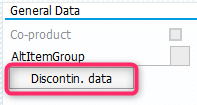 General Data
Co-product
AltItemGroup
Discontin. data